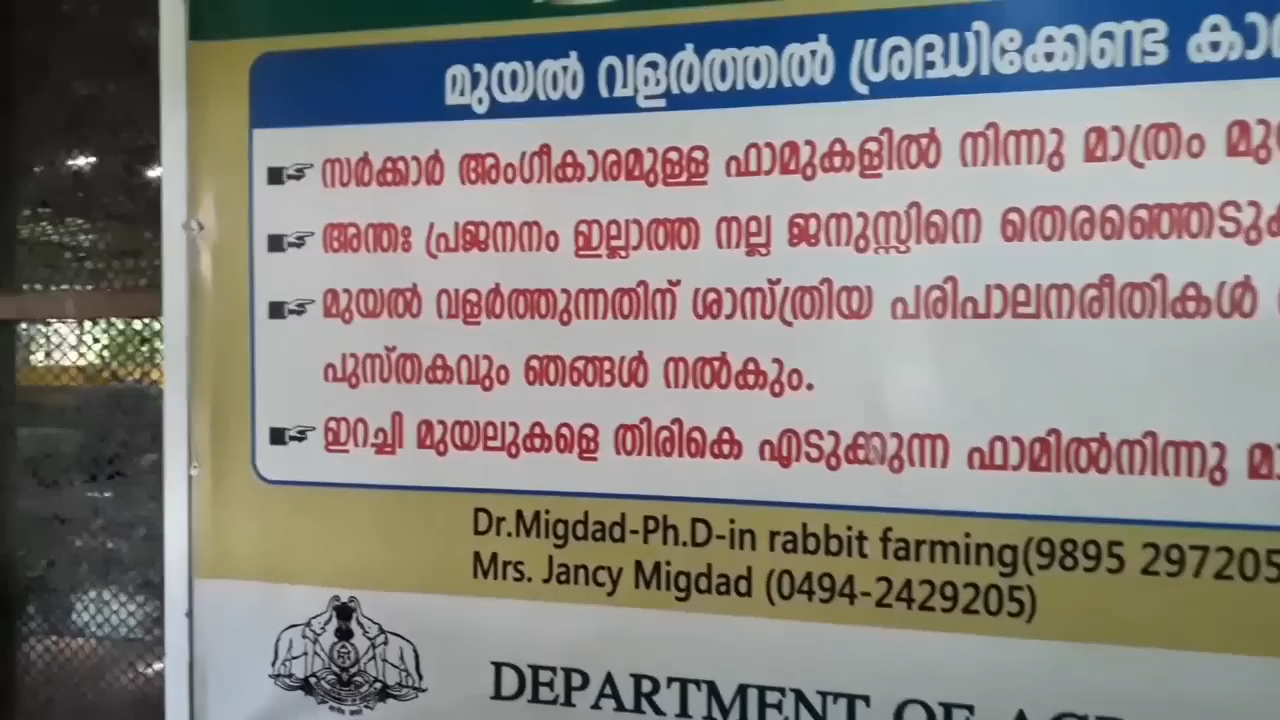 മുയൽ വളർത്തൽ ശ്രദ്ധിക്കേണ്ട
സർക്കാർ അംഗീകാരമുള്ള ഫാമുകളിൽ നിന്നു മാത്രം
അന്തഃ പ്രജനനം ഇല്ലാത്ത നല്ല ജനുസ്സിനെ
മുയൽ വളർത്തുന്നതിന് ശാസ്ത്രിയ പരിപാലനരീതികൾ
പുസ്തകവും ഞങ്ങൾ നൽകും.
ഇറച്ചി മുയലുകളെ തിരികെ എടുക്കുന്ന ഫാമിൽനിന്നു
Dr.Migdad-Ph.D-in rabbit farming(9895 297205
Mrs. Jancy Migdad (0494-2429205)
DEPARTMENT OF